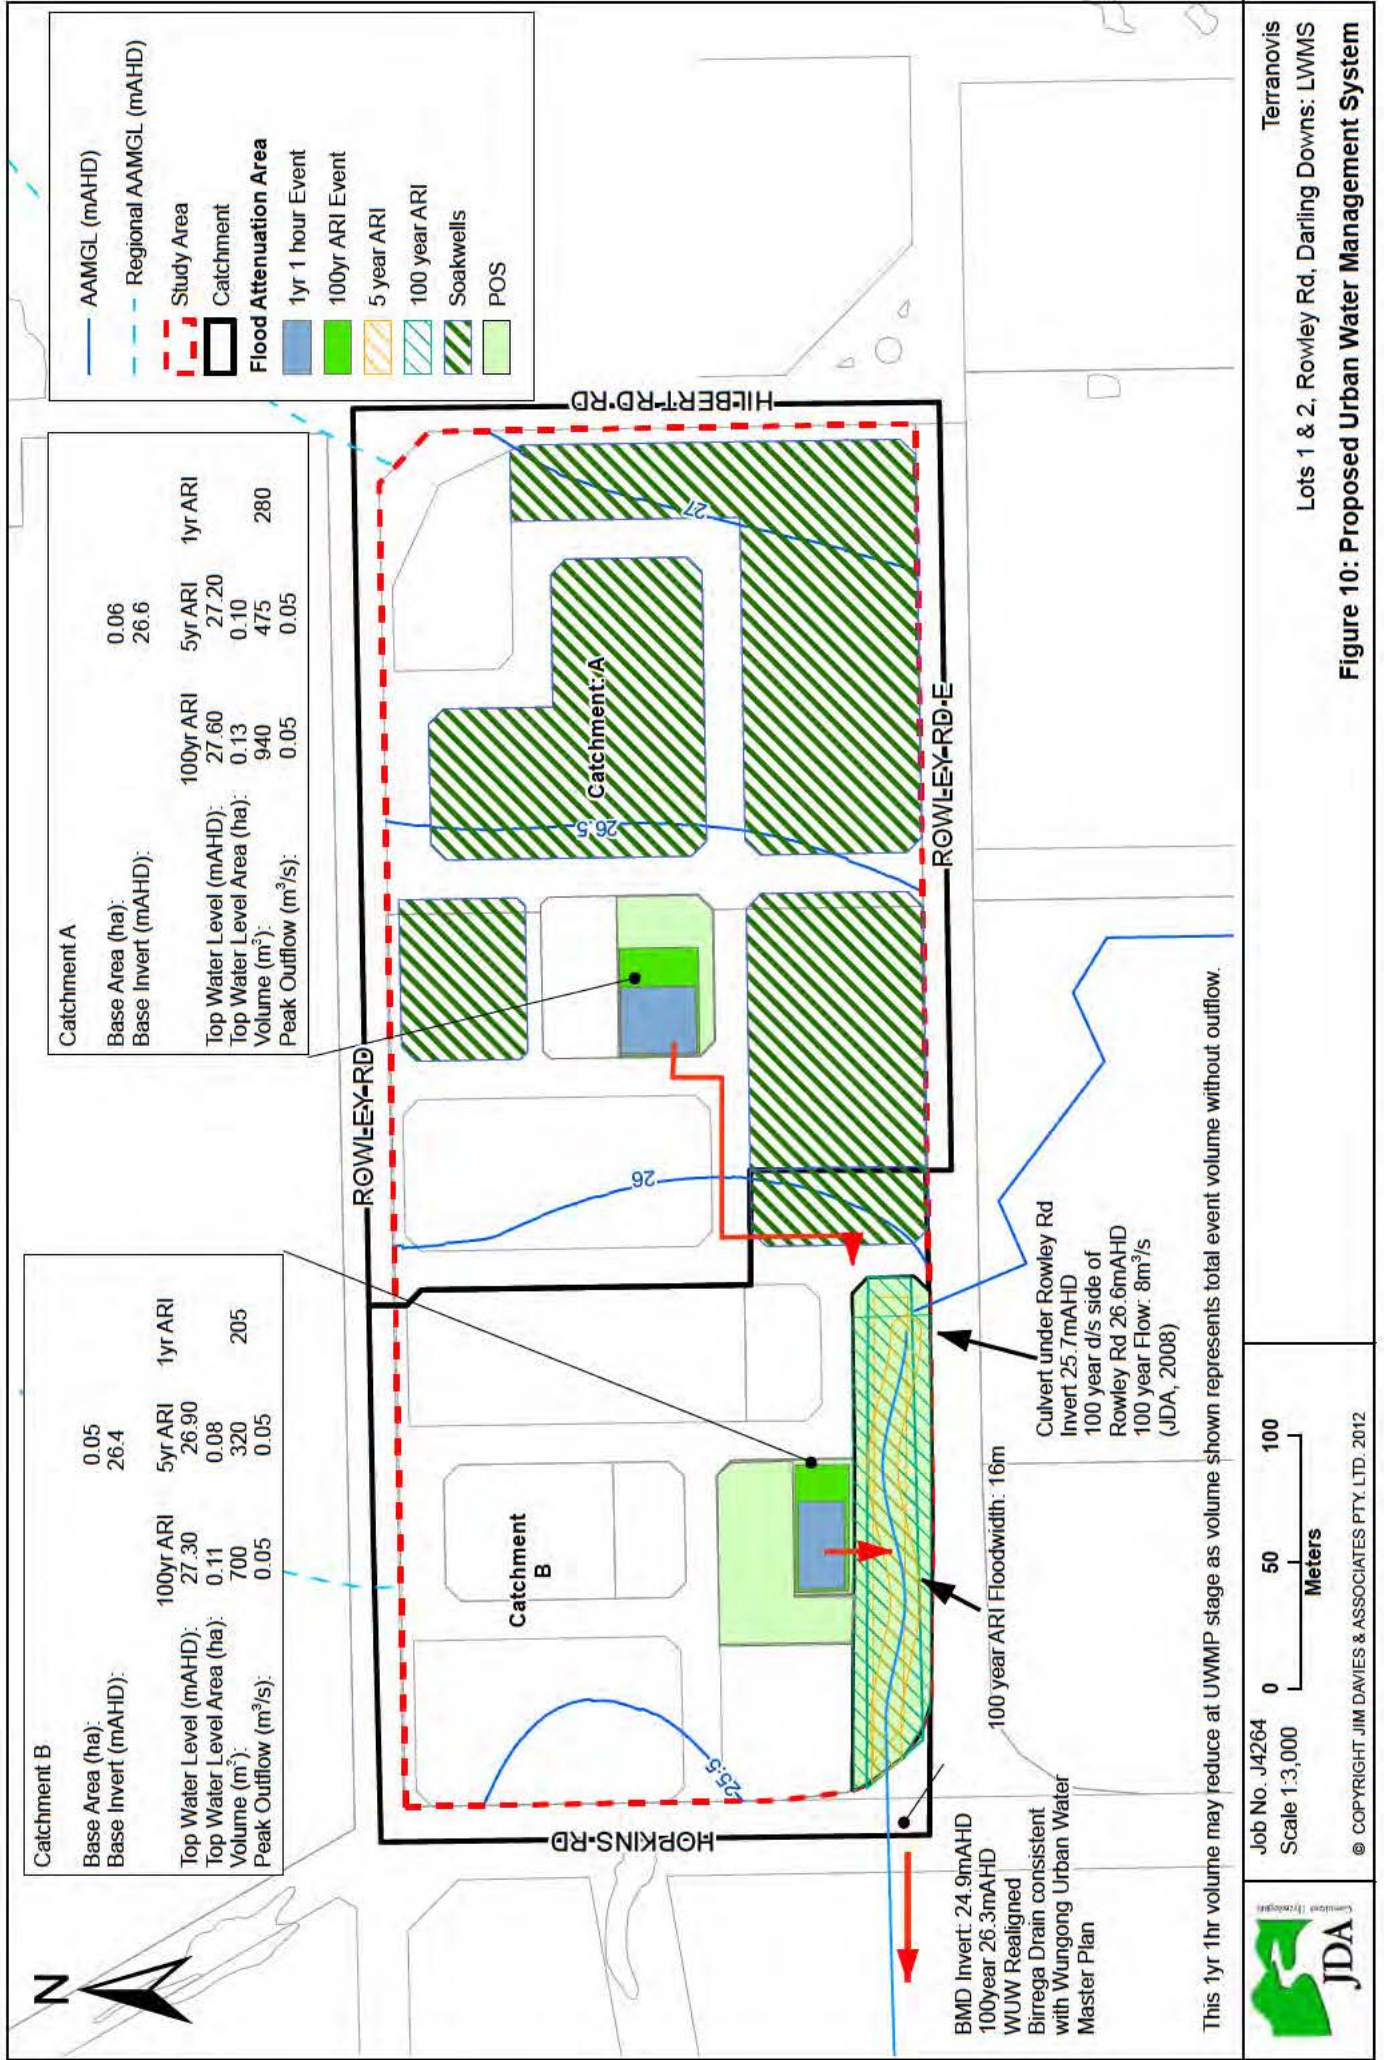 N
Catchment B
Base Area (ha): 0.05
Base Invert (mAHD): 26.4
100yr ARI 5yr ARI 1yr ARI
Top Water Level (mAHD): 27.30 26.90
Top Water Level Area (ha): 0.11 0.08
Volume (m³): 700 320 205
Peak Outflow (m³/s): 0.05 0.05
Catchment A
Base Area (ha): 0.06
Base Invert (mAHD): 26.6
100yr ARI 5yr ARI 1yr ARI
Top Water Level (mAHD): 27.60 27.20
Top Water Level Area (ha): 0.13 0.10
Volume (m³): 940 475 280
Peak Outflow (m³/s): 0.05 0.05
AAMGL (mAHD)
Regional AAMGL (mAHD)
Study Area
Catchment
Flood Attenuation Area
1yr 1 hour Event
100yr ARI Event
5 year ARI
100 year ARI
Soakwells
POS
ROWLEY RD
HOPKINS RD
HILBERT RD RD
ROWLEY RD E
Catchment
B
Catchment A
25.5
26
26.5
27
BMD Invert: 24.9mAHD
100year 26.3mAHD
WUW Realigned
Birrega Drain consistent
with Wungong Urban Water
Master Plan
100 year ARI Floodwidth: 16m
Culvert under Rowley Rd
Invert 25.7mAHD
100 year d/s side of
Rowley Rd 26.6mAHD
100 year Flow: 8m³/s
(JDA, 2008)
This 1yr 1hr volume may reduce at UWMP stage as volume shown represents total event volume without outflow.
JDA
Job No. J4264
Scale 1:3,000
0 50 100
Meters
© COPYRIGHT JIM DAVIES & ASSOCIATES PTY. LTD. 2012
Terranovis
Lots 1 & 2, Rowley Rd, Darling Downs: LWMS
Figure 10: Proposed Urban Water Management System